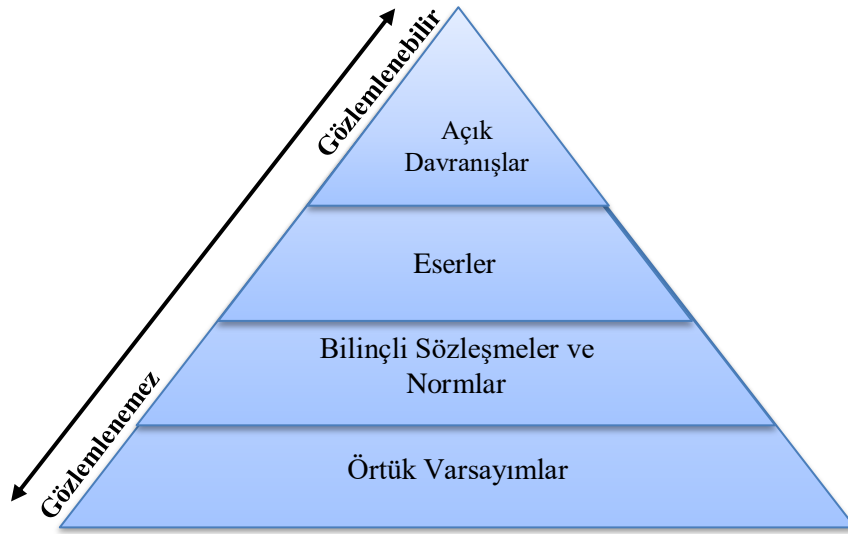 Gözlemlenebilir
Açık
Davranışlar
Eserler
Bilinçli Sözleşmeler ve
Normlar
Gözlemlenemez
Örtük Varsayımlar